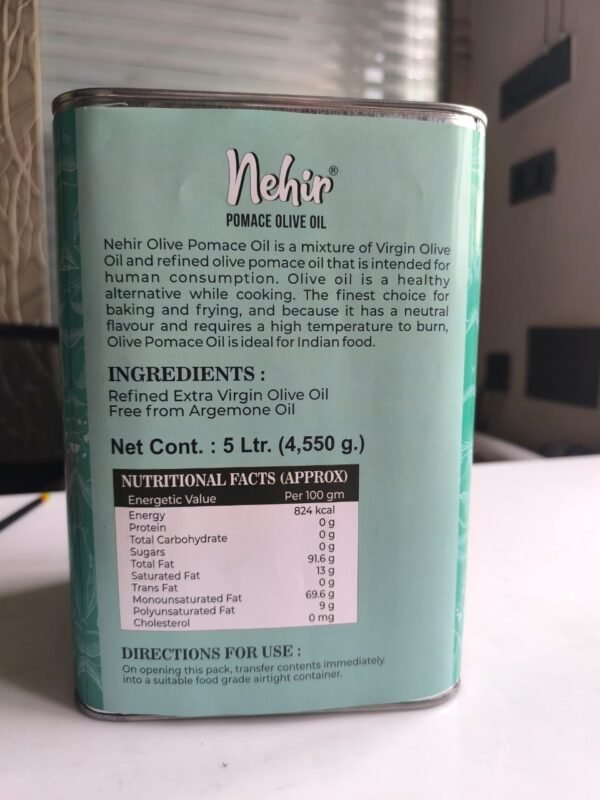 Nehir®
POMACE OLIVE OIL
Nehir Olive Pomace Oil is a mixture of Virgin Olive
Oil and refined olive pomace oil that is intended for
human consumption. Olive oil is a healthy
alternative while cooking. The finest choice for
baking and frying, and because it has a neutral
flavour and requires a high temperature to burn,
Olive Pomace Oil is ideal for Indian food.
INGREDIENTS :
Refined Extra Virgin Olive Oil
Free from Argemone Oil
Net Cont. : 5 Ltr. (4,550 g.)
NUTRITIONAL FACTS (APPROX)
Energetic Value Per 100 gm
Energy 824 kcal
Protein 0 g
Total Carbohydrate 0 g
Sugars 0 g
Total Fat 91.6 g
Saturated Fat 13 g
Trans Fat 0 g
Monounsaturated Fat 69.6 g
Polyunsaturated Fat 9 g
Cholesterol 0 mg
DIRECTIONS FOR USE :
On opening this pack, transfer contents immediately
into a suitable food grade airtight container.